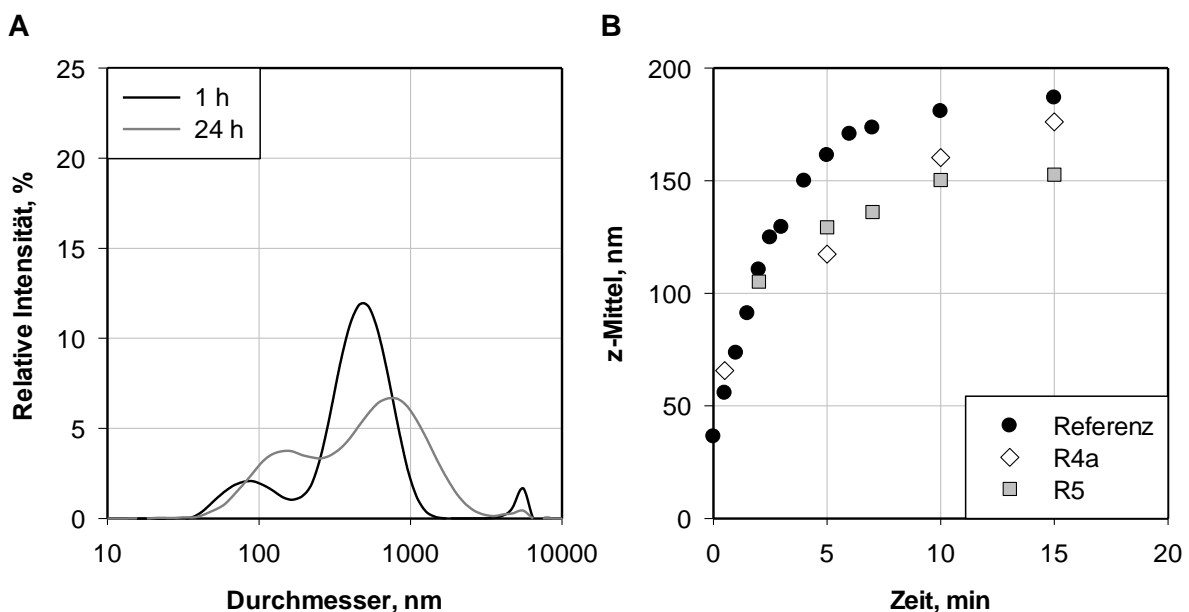 A
25
20
15
10
5
0
Relative Intensität, %
1 h
24 h
10
100
1000
10000
Durchmesser, nm
B
200
150
100
50
0
z-Mittel, nm
Referenz
R4a
R5
0
5
10
15
20
Zeit, min